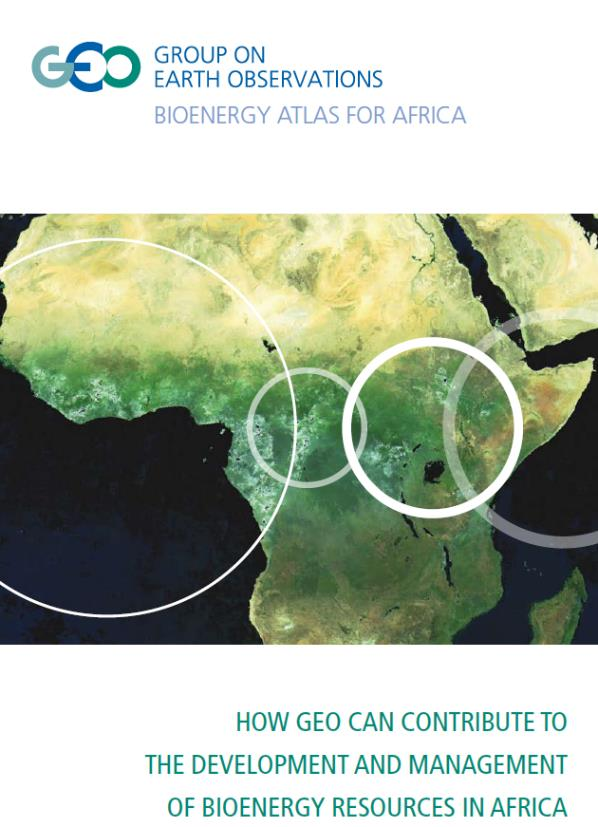 GEO
GROUP ON
EARTH OBSERVATIONS
BIOENERGY ATLAS FOR AFRICA
HOW GEO CAN CONTRIBUTE TO
THE DEVELOPMENT AND MANAGEMENT
OF BIOENERGY RESOURCES IN AFRICA